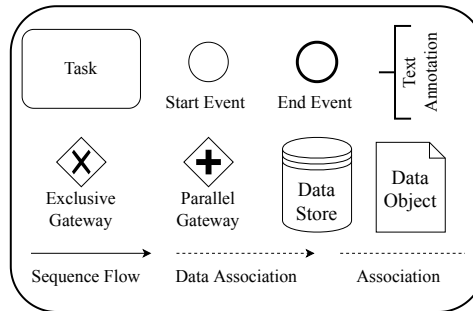 Task
Start Event
End Event
Text
Annotation
Exclusive
Gateway
Parallel
Gateway
Data
Store
Data
Object
Sequence Flow
Data Association
Association